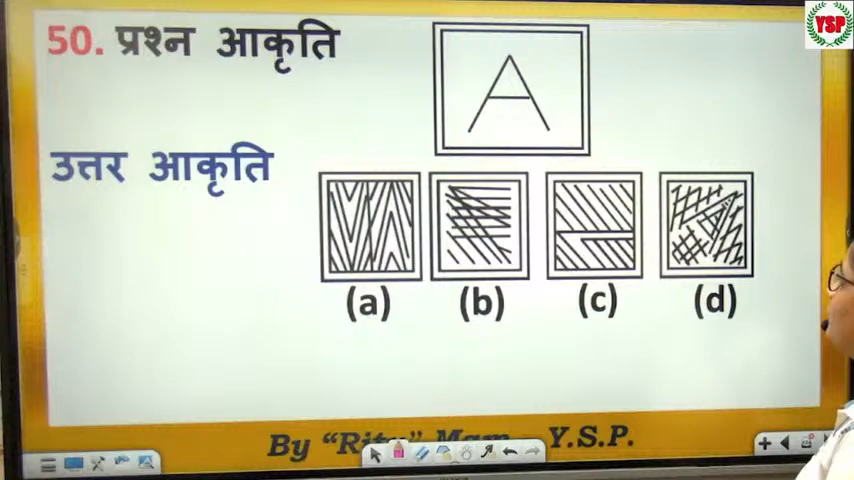 YSP
50. प्रश्न आकृति
A
उत्तर आकृति
(a) (b) (c) (d)
By “Ritu” Mam Y.S.P.